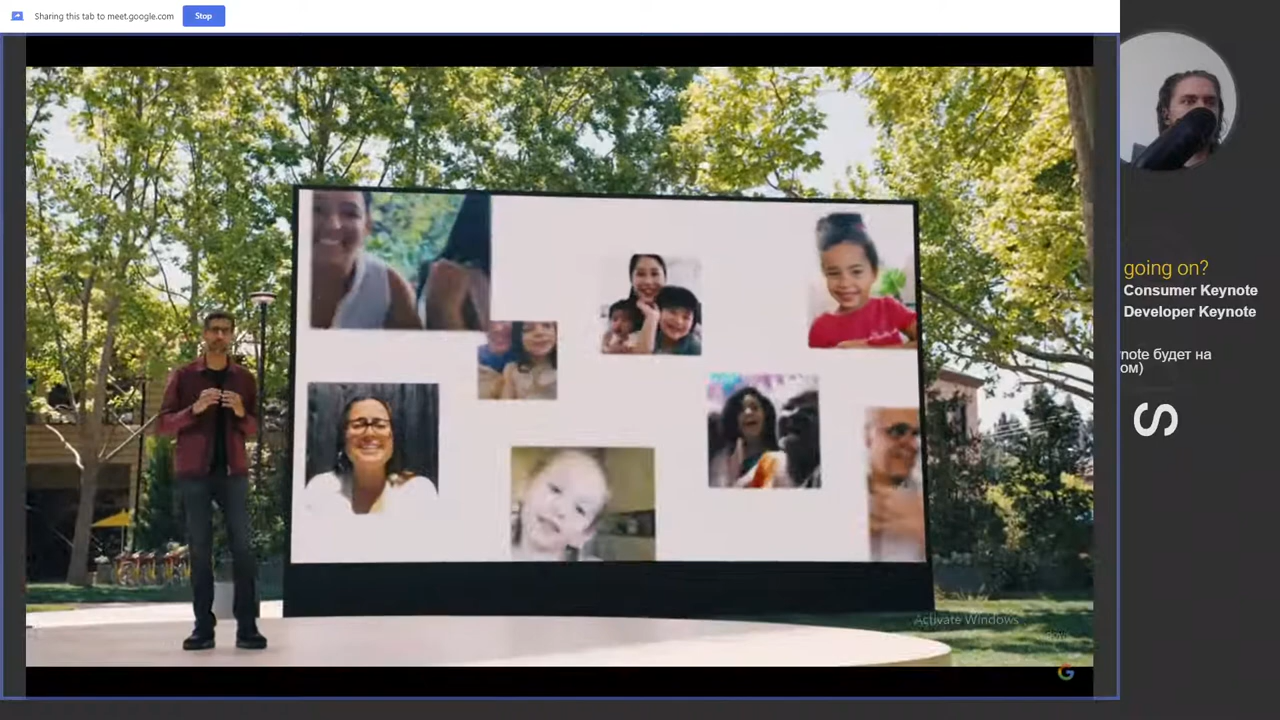 Sharing this tab to meet.google.com
Stop
going on?
Consumer Keynote
Developer Keynote
note будет на
ом)
S
Activate Windows
G